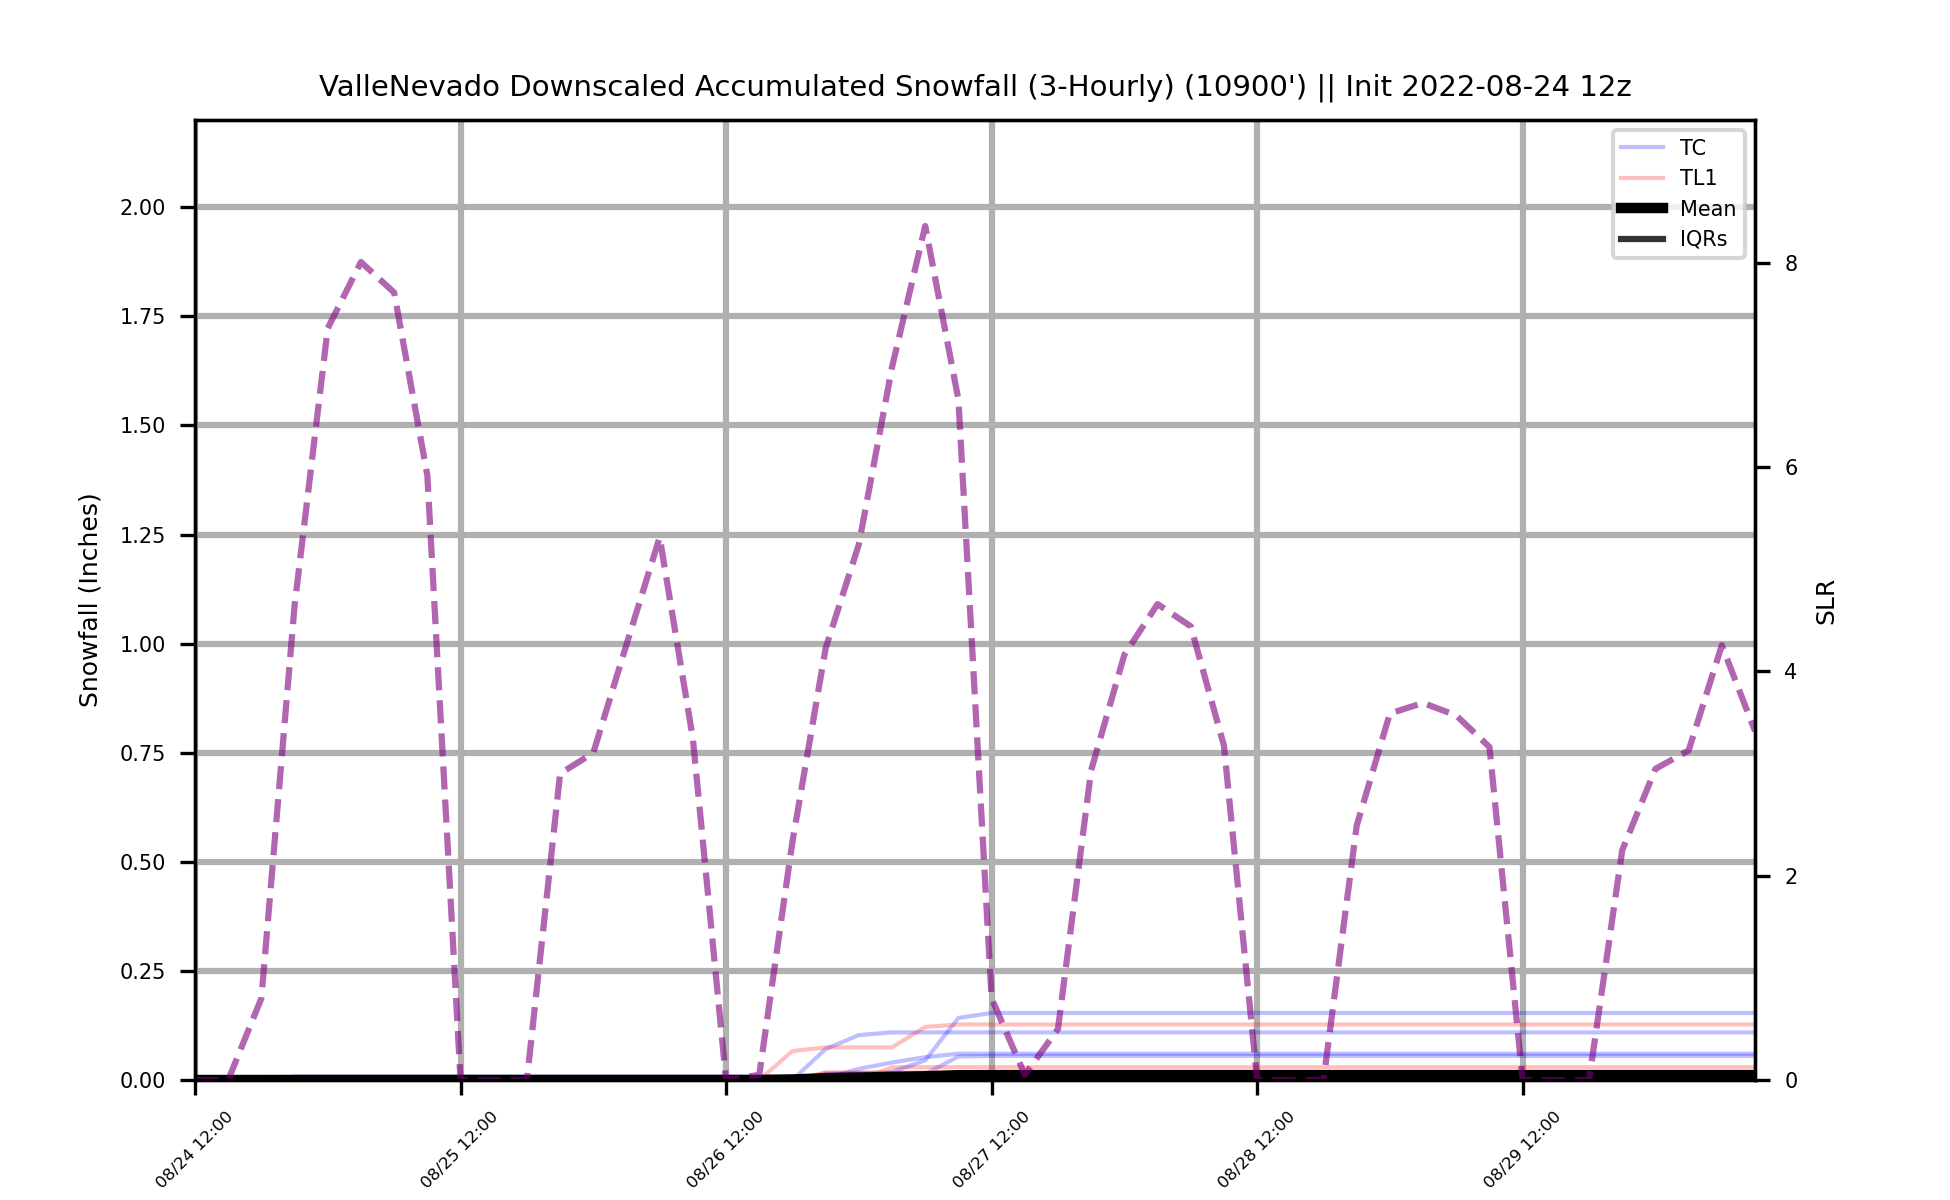 ValleNevado Downscaled Accumulated Snowfall (3-Hourly) (10900') || Init 2022-08-24 12z
TC
TL1
Mean
IQRs
Snowfall (Inches)
2.00
1.75
1.50
1.25
1.00
0.75
0.50
0.25
0.00
8
6
4
2
0
SLR
08/24 12:00
08/25 12:00
08/26 12:00
08/27 12:00
08/28 12:00
08/29 12:00